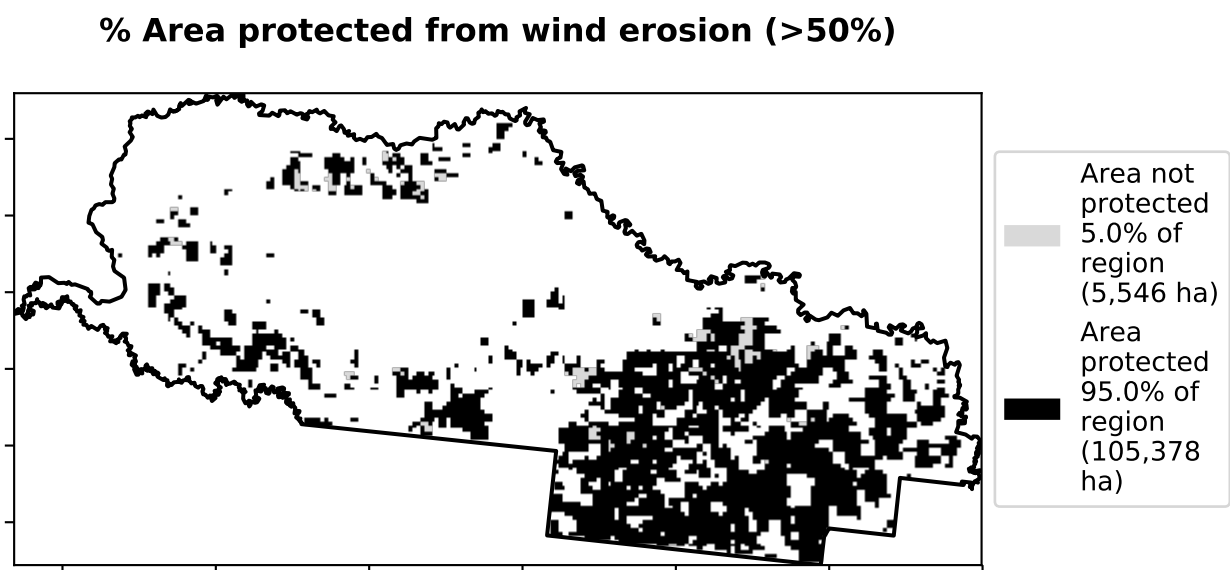 % Area protected from wind erosion (>50%)
Area not
protected
5.0% of
region
(5,546 ha)
Area
protected
95.0% of
region
(105,378
ha)